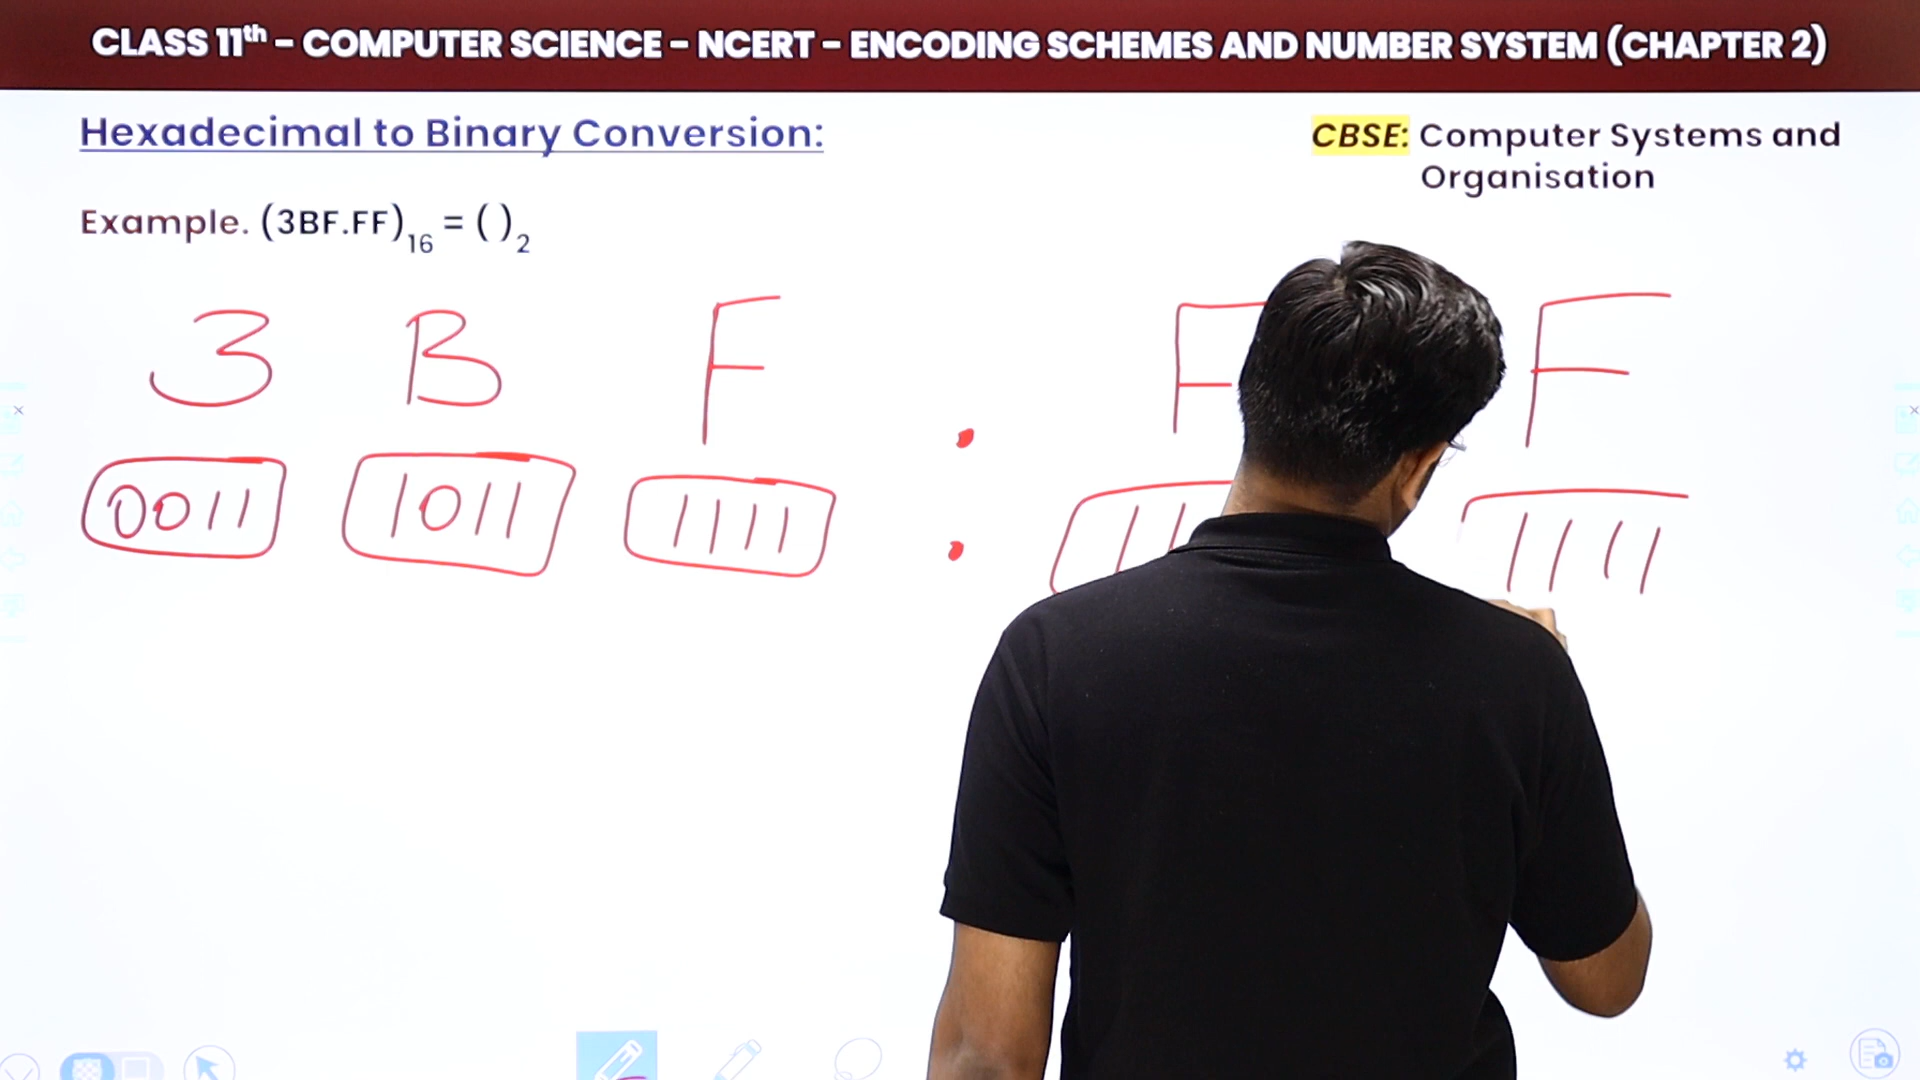 CLASS 11th - COMPUTER SCIENCE - NCERT - ENCODING SCHEMES AND NUMBER SYSTEM (CHAPTER 2)
Hexadecimal to Binary Conversion:
CBSE: Computer Systems and
Organisation
Example. (3BF.FF)16 = ( )2
3 B F . F F
0011 1011 1111 . 11 1111